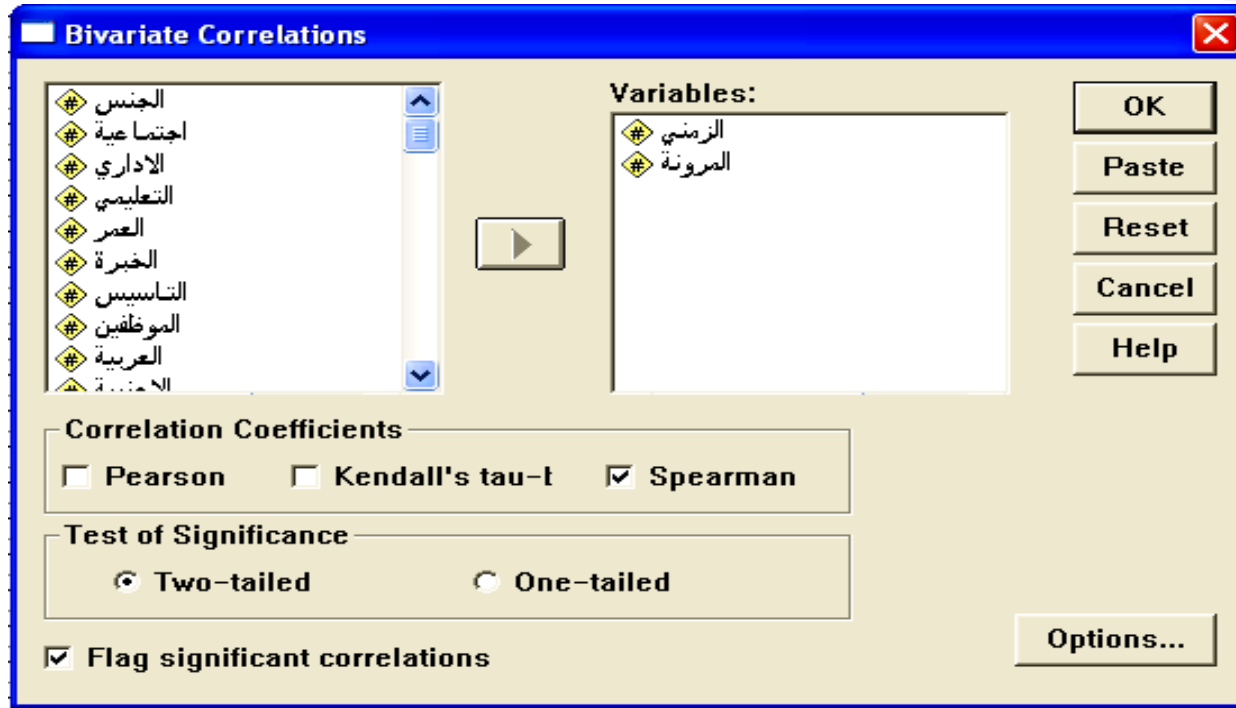 Bivariate Correlations
الجنس
اجتماعية
الاداري
التعليمي
العمر
الخبرة
التاسيس
الموظفين
العربية
Variables:
الزمني
المرونة
OK
Paste
Reset
Cancel
Help
Correlation Coefficients
Pearson Kendall's tau-b Spearman
Test of Significance
Two-tailed One-tailed
Flag significant correlations
Options...